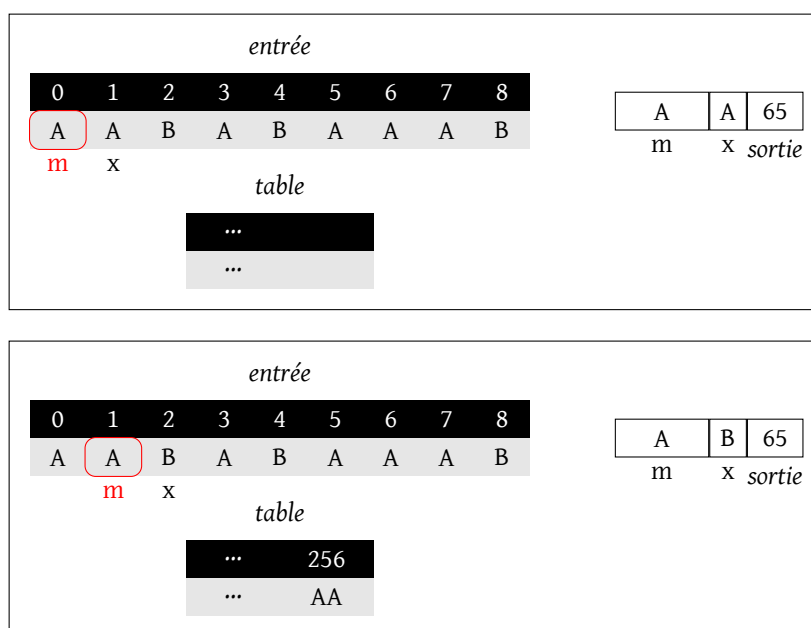 entrée
0 1 2 3 4 5 6 7 8
A A B A B A A A B
m x
A A 65
m x sortie
table
...
...
entrée
0 1 2 3 4 5 6 7 8
A A B A B A A A B
m x
A B 65
m x sortie
table
... 256
... AA